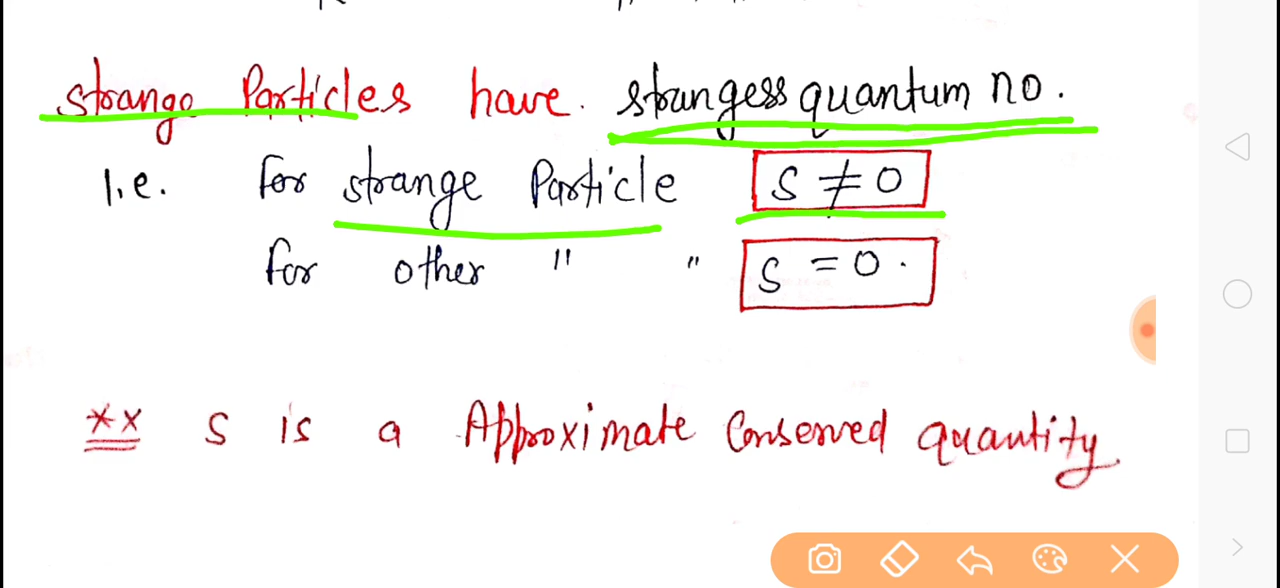 strange Particles have. strangess quantum no.
I.e. for strange Particle S ≠ 0
for other " " S = 0.
** S is a Approximate Conserved quantity